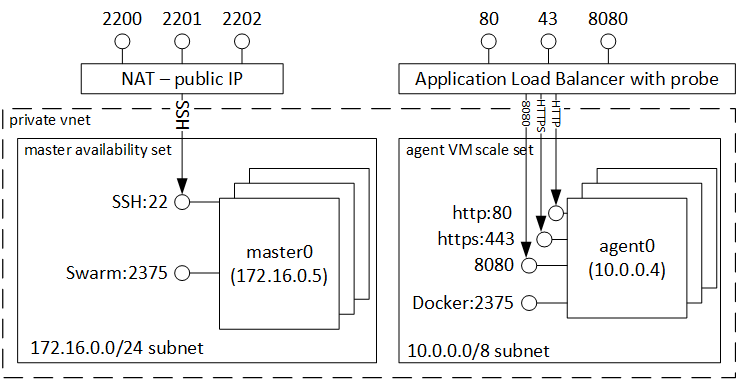 2200 2201 2202
80 43 8080
NAT – public IP
Application Load Balancer with probe
SSH
8080
HTTPS
HTTP
private vnet
master availability set
SSH:22
Swarm:2375
master0
(172.16.0.5)
172.16.0.0/24 subnet
agent VM scale set
http:80
https:443
8080
Docker:2375
agent0
(10.0.0.4)
10.0.0.0/8 subnet